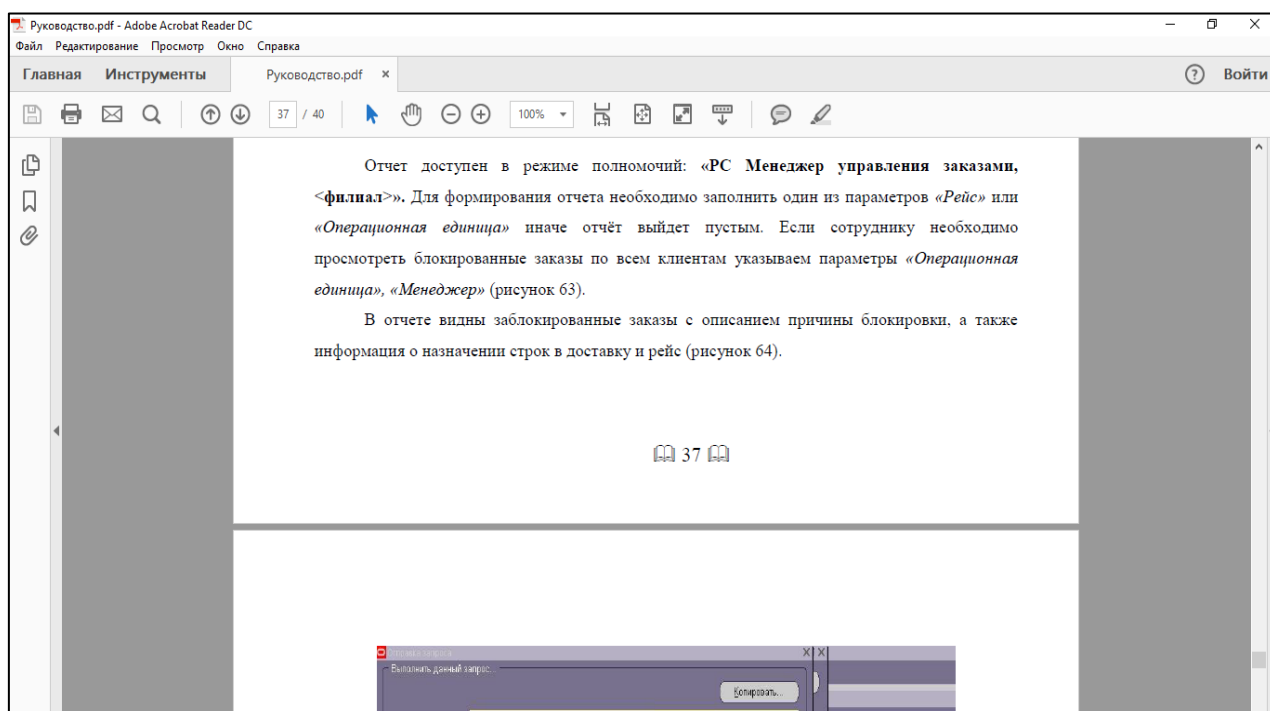 Руководство.pdf - Adobe Acrobat Reader DC
Файл Редактирование Просмотр Окно Справка
Главная Инструменты Руководство.pdf × ? Войти
37 / 40 100%
Отчет доступен в режиме полномочий: «РС Менеджер управления заказами,
<филиал>». Для формирования отчета необходимо заполнить один из параметров «Рейс» или
«Операционная единица» иначе отчёт выйдет пустым. Если сотруднику необходимо
просмотреть блокированные заказы по всем клиентам указываем параметры «Операционная
единица», «Менеджер» (рисунок 63).
В отчете видны заблокированные заказы с описанием причины блокировки, а также
информация о назначении строк в доставку и рейс (рисунок 64).
37
Выполнить данный запрос...
Копировать...